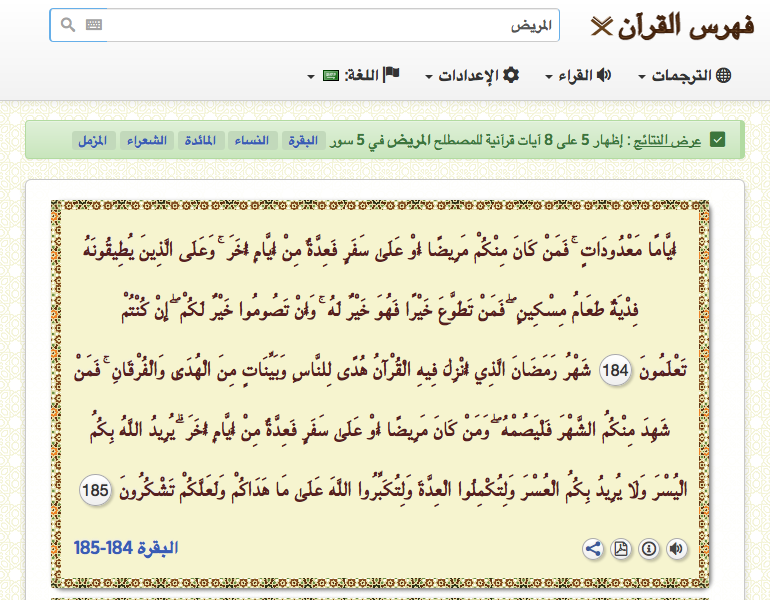 فهرس القرآن
المريض
الترجمات
القراء
الإعدادات
اللغة:
عرض النتائج : إظهار 5 على 8 آيات قرآنية للمصطلح المريض في 5 سور البقرة النساء المائدة الشعراء المزمل
أَيَّامًا مَعْدُودَاتٍ ۚ فَمَنْ كَانَ مِنْكُمْ مَرِيضًا أَوْ عَلَىٰ سَفَرٍ فَعِدَّةٌ مِنْ أَيَّامٍ أُخَرَ ۚ وَعَلَى الَّذِينَ يُطِيقُونَهُ
فِدْيَةٌ طَعَامُ مِسْكِينٍ ۖ فَمَنْ تَطَوَّعَ خَيْرًا فَهُوَ خَيْرٌ لَهُ ۚ وَأَنْ تَصُومُوا خَيْرٌ لَكُمْ ۖ إِنْ كُنْتُمْ
تَعْلَمُونَ 184 شَهْرُ رَمَضَانَ الَّذِي أُنْزِلَ فِيهِ الْقُرْآنُ هُدًى لِلنَّاسِ وَبَيِّنَاتٍ مِنَ الْهُدَىٰ وَالْفُرْقَانِ ۚ فَمَنْ
شَهِدَ مِنْكُمُ الشَّهْرَ فَلْيَصُمْهُ ۖ وَمَنْ كَانَ مَرِيضًا أَوْ عَلَىٰ سَفَرٍ فَعِدَّةٌ مِنْ أَيَّامٍ أُخَرَ ۗ يُرِيدُ اللَّهُ بِكُمُ
الْيُسْرَ وَلَا يُرِيدُ بِكُمُ الْعُسْرَ وَلِتُكْمِلُوا الْعِدَّةَ وَلِتُكَبِّرُوا اللَّهَ عَلَىٰ مَا هَدَاكُمْ وَلَعَلَّكُمْ تَشْكُرُونَ 185
البقرة 184-185